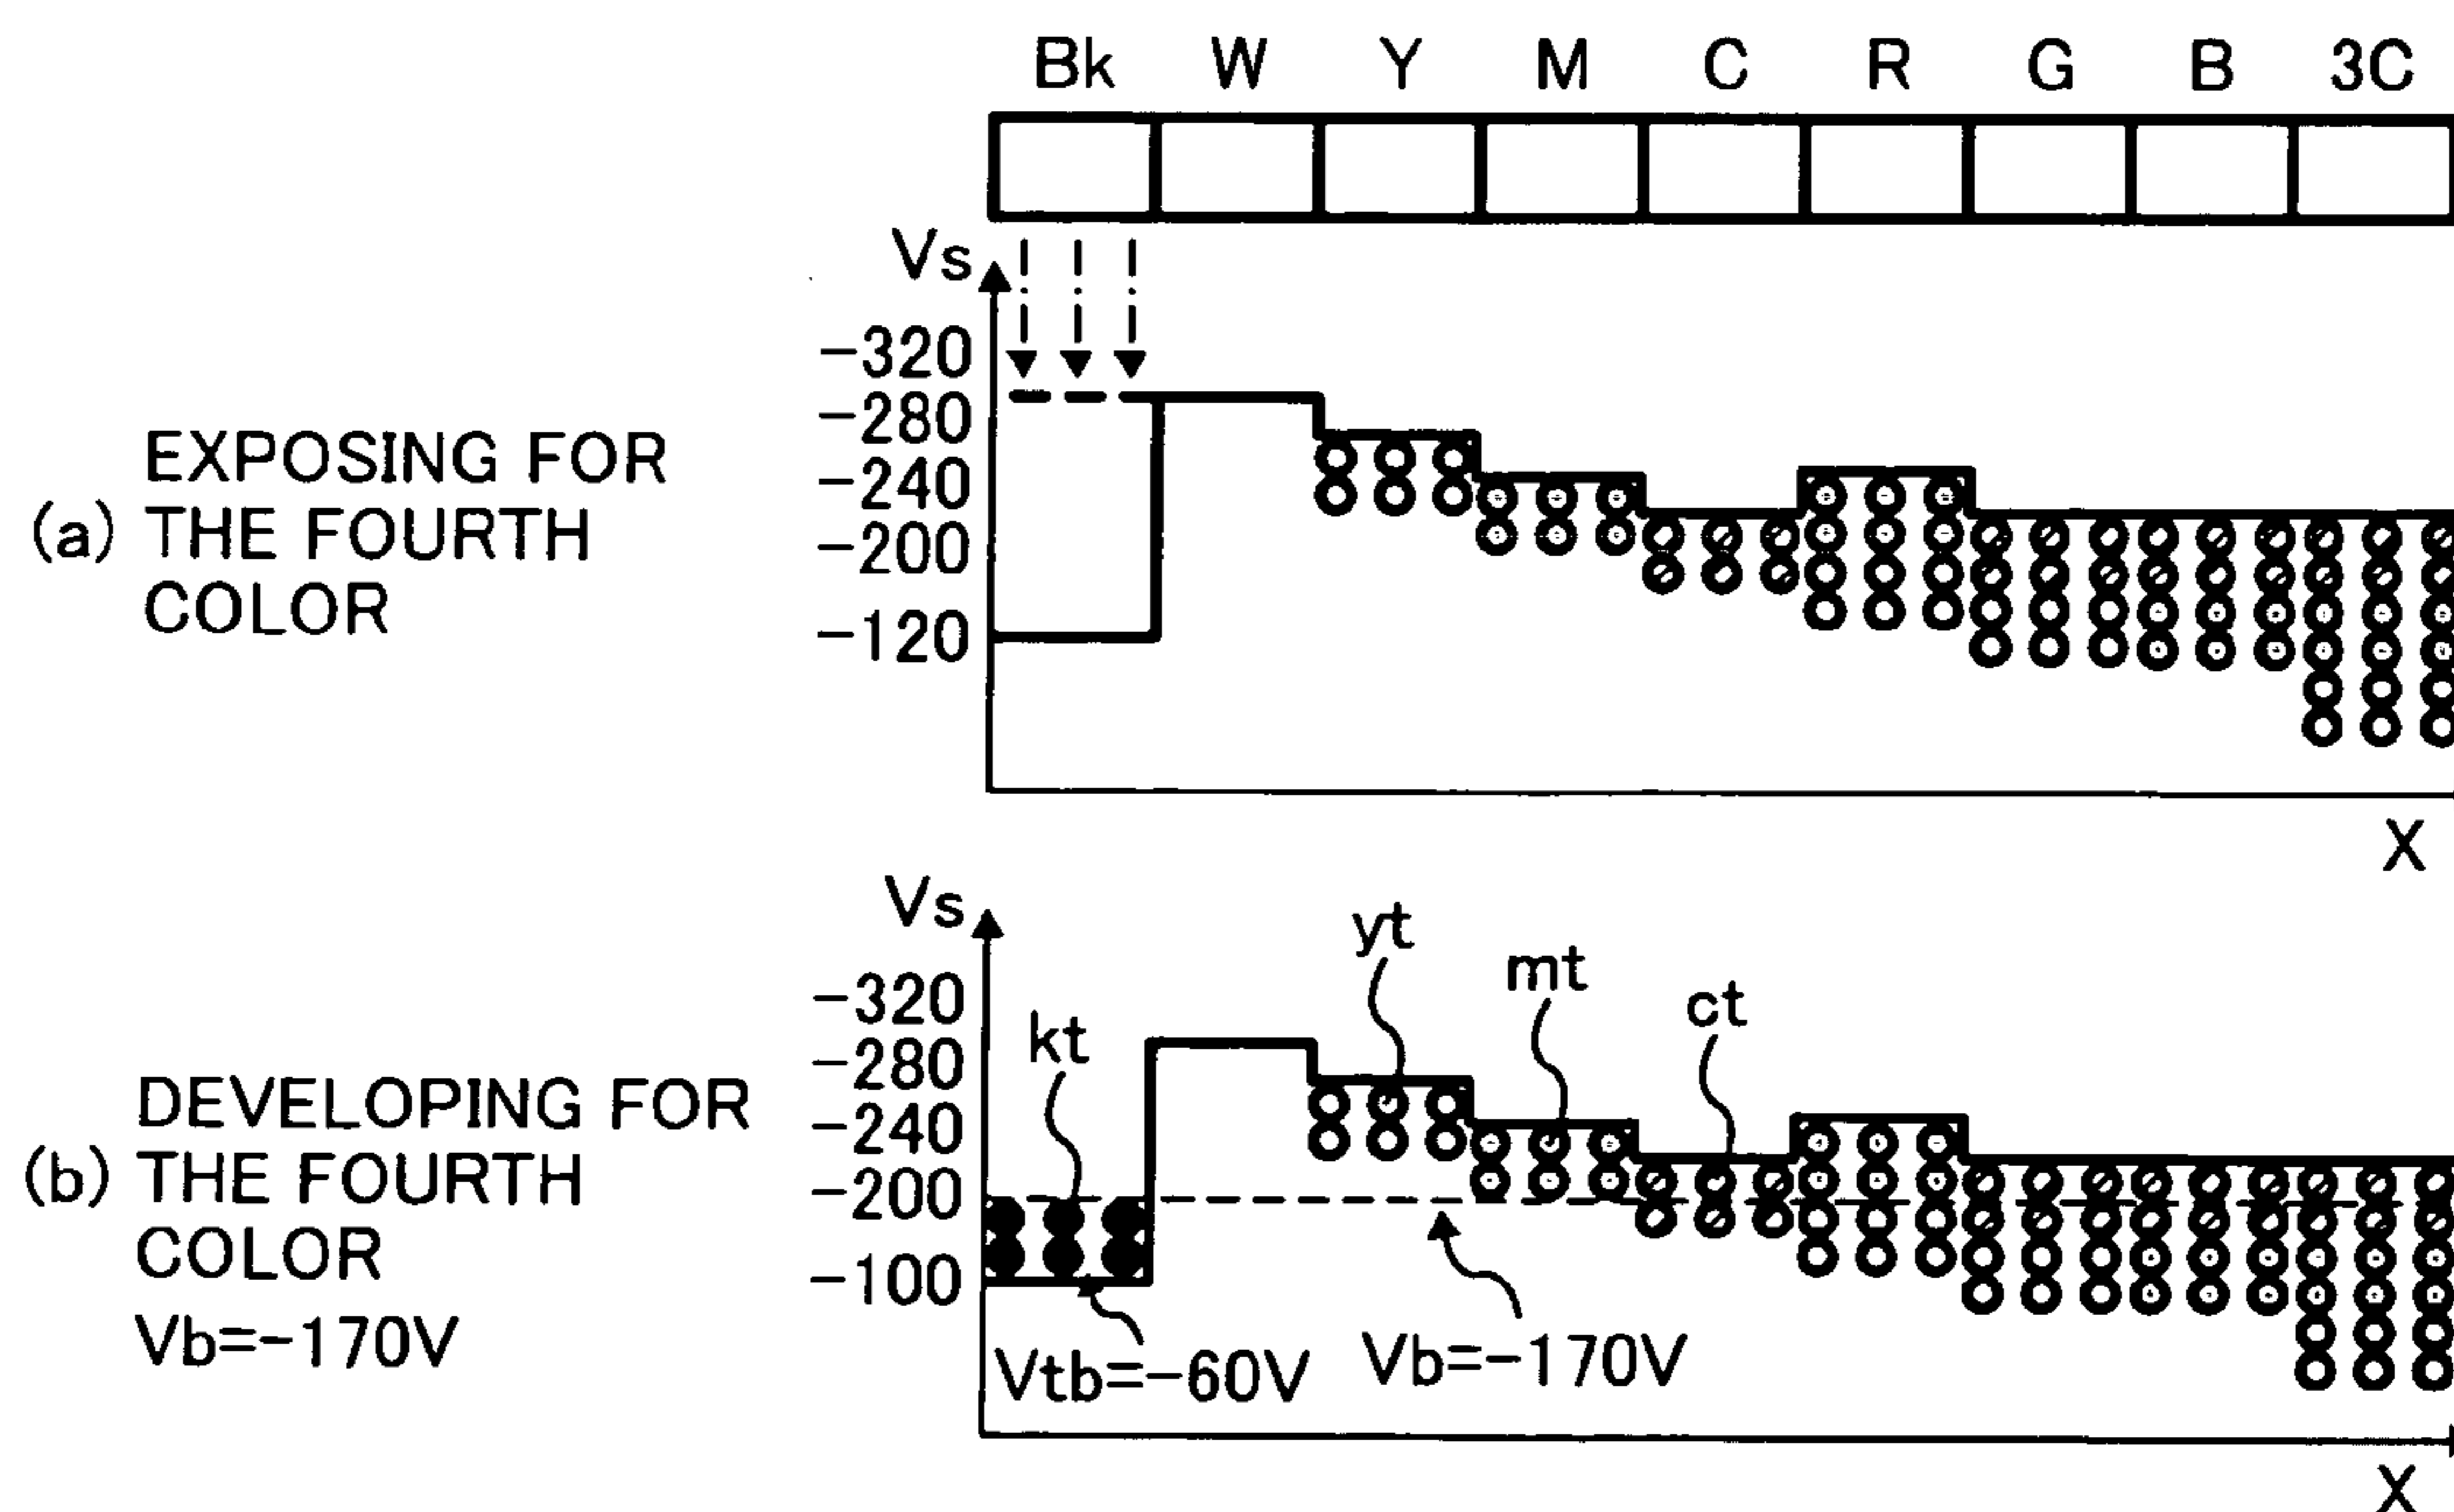 Bk W Y M C R G B 3C
Vs
-320
-280
-240
-200
-120
(a) EXPOSING FOR
THE FOURTH
COLOR
X
Vs
-320
-280
-240
-200
-100
kt
yt
mt
ct
(b) DEVELOPING FOR
THE FOURTH
COLOR
Vb=-170V
Vtb=-60V
Vb=-170V
X